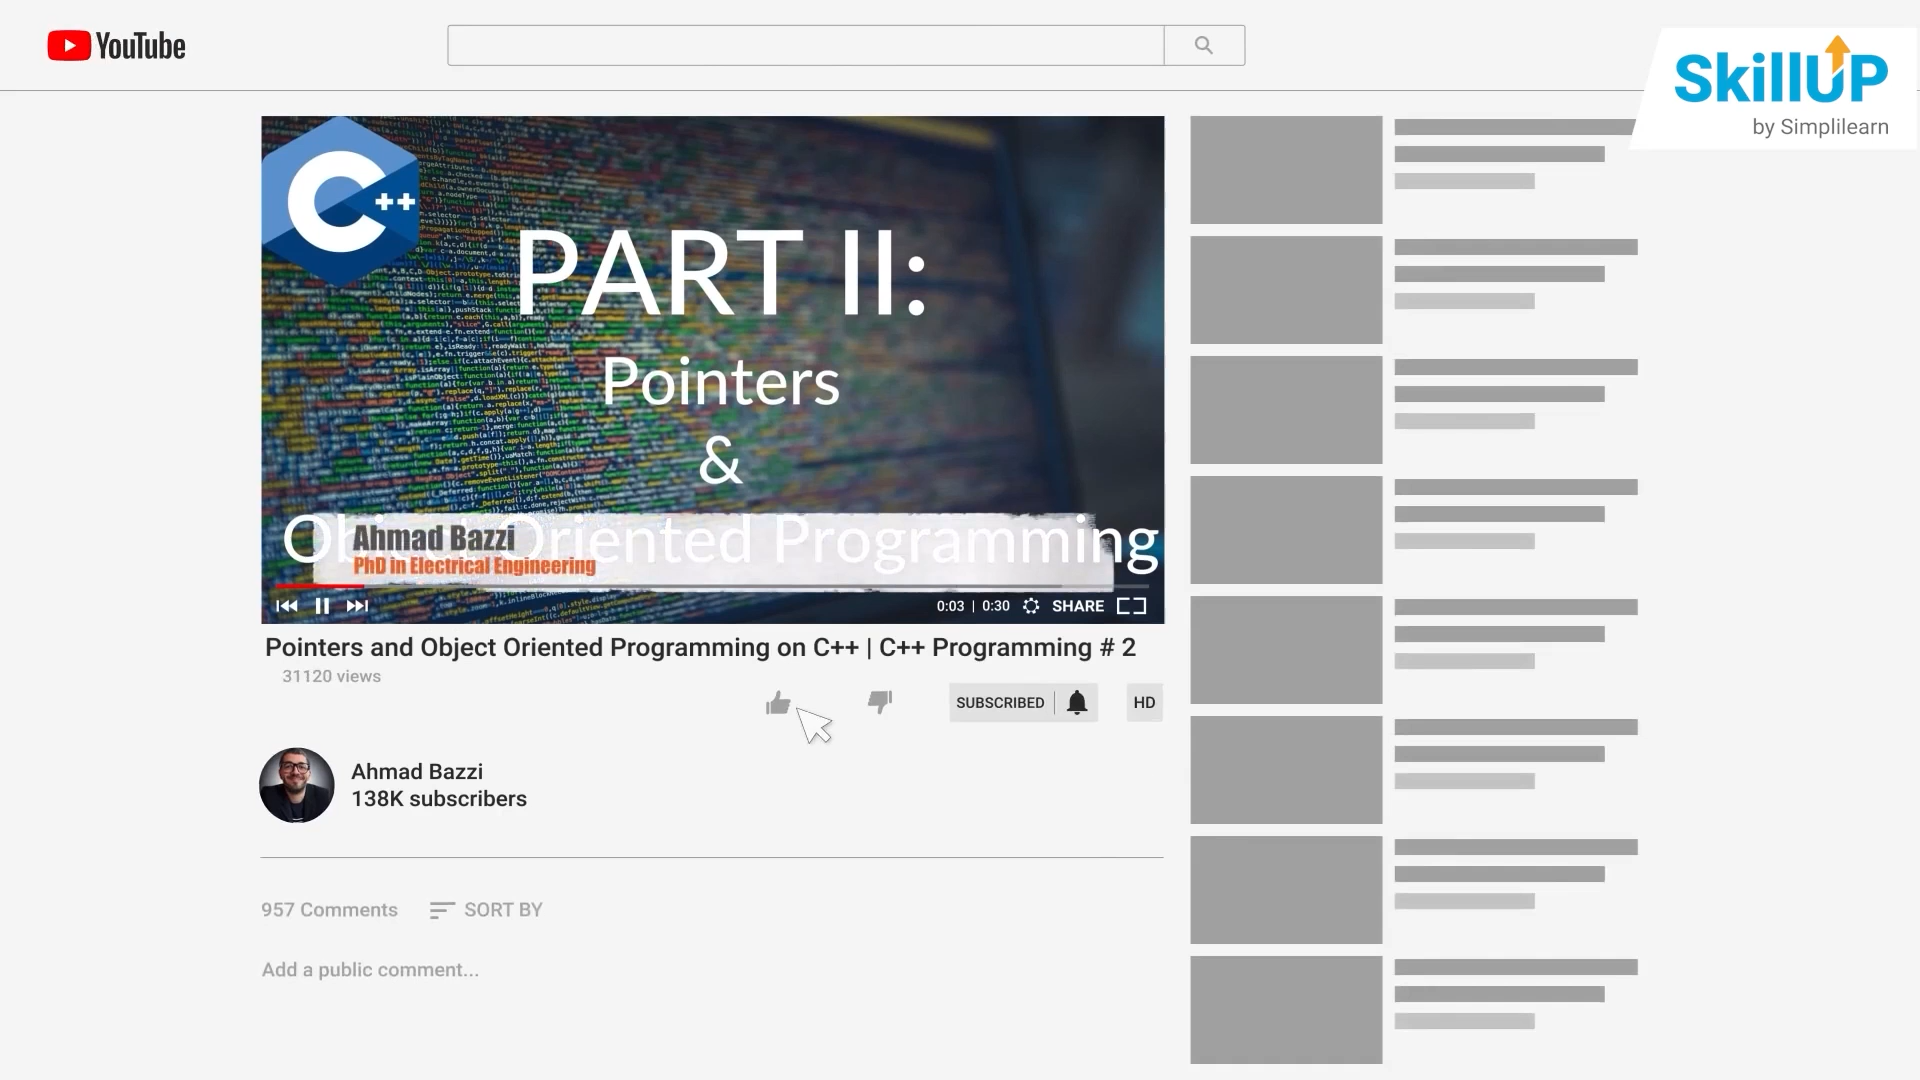 YouTube
SkillUP
by Simplilearn
C++
PART II:
Pointers
&
Object Oriented Programming
Ahmad Bazzi
PhD in Electrical Engineering
0:03 | 0:30 SHARE
Pointers and Object Oriented Programming on C++ | C++ Programming # 2
31120 views
SUBSCRIBED HD
Ahmad Bazzi
138K subscribers
957 Comments SORT BY
Add a public comment...